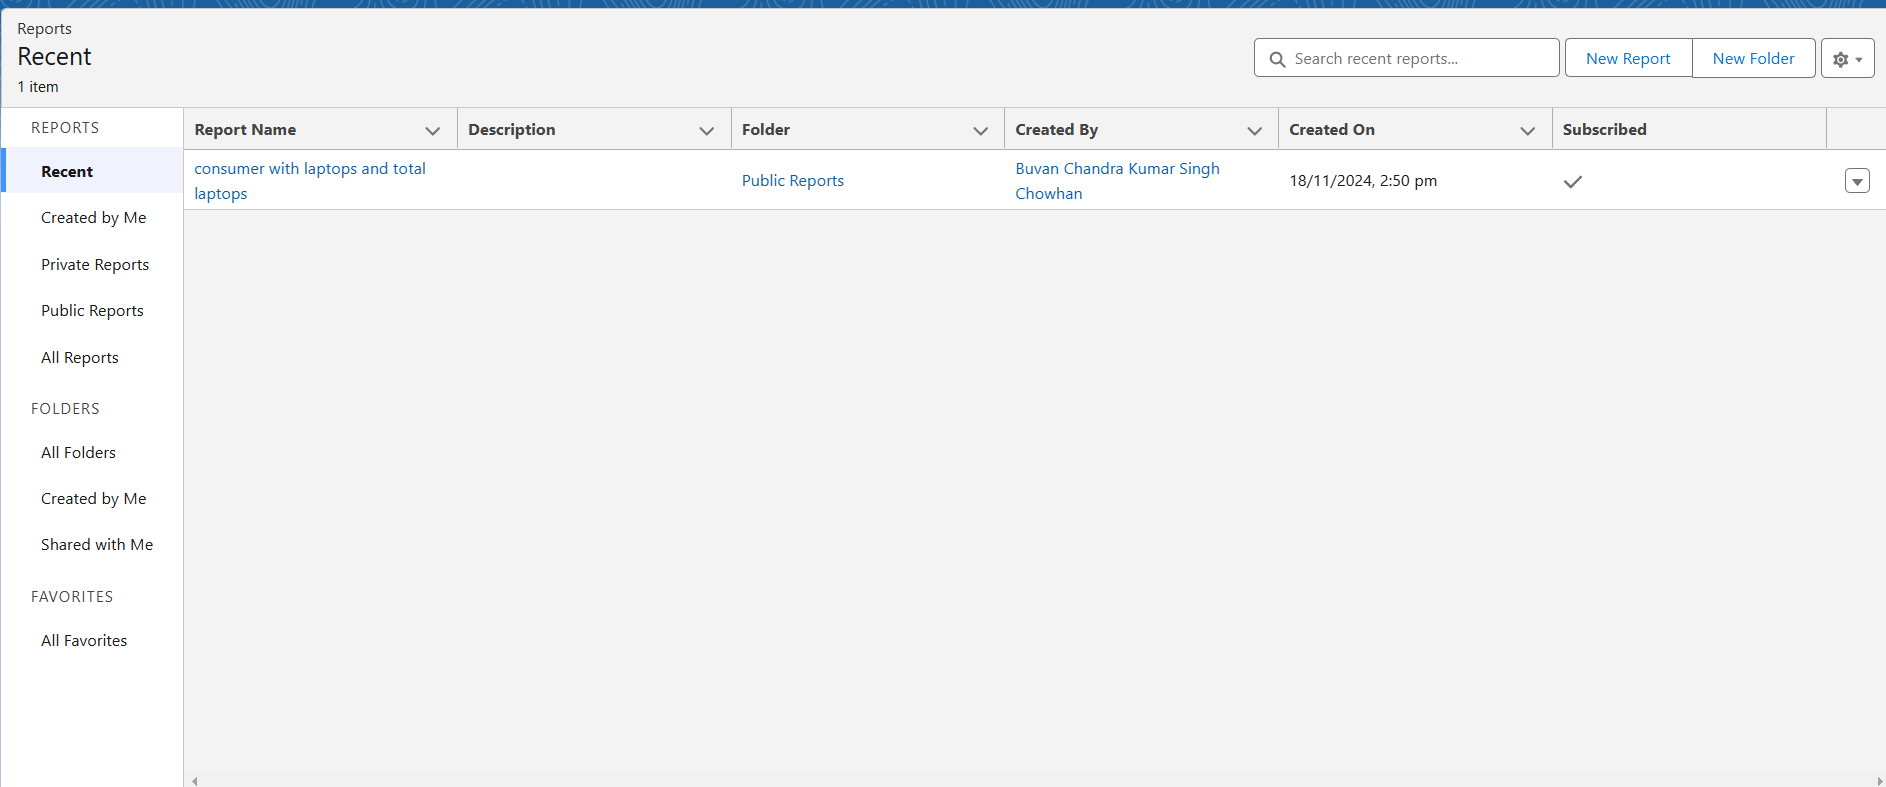 Reports
Recent
1 item
Search recent reports...
New Report
New Folder
REPORTS
Recent
Created by Me
Private Reports
Public Reports
All Reports
FOLDERS
All Folders
Created by Me
Shared with Me
FAVORITES
All Favorites
Report Name
Description
Folder
Created By
Created On
Subscribed
consumer with laptops and total
laptops
Public Reports
Buvan Chandra Kumar Singh
Chowhan
18/11/2024, 2:50 pm